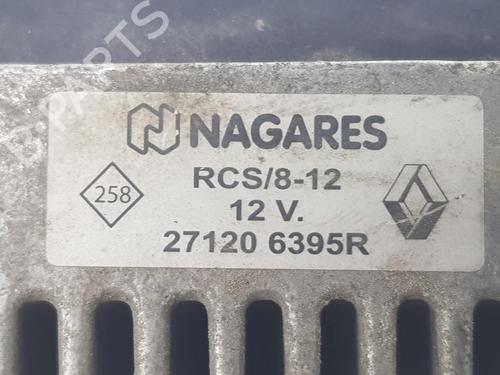 NAGARES
258
RCS/8-12
12 V.
27120 6395R